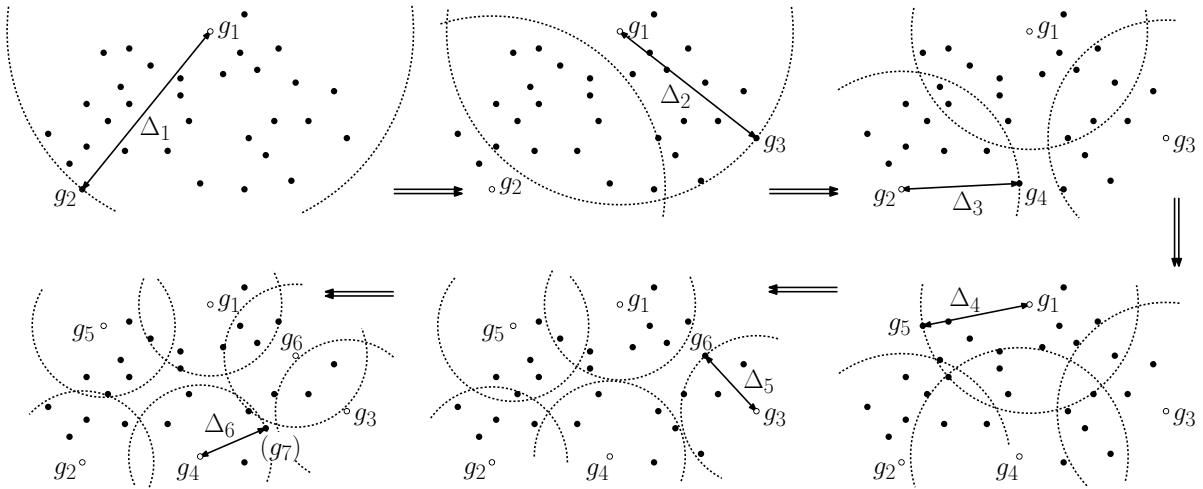 g₁
Δ₁
g₂
g₁
Δ₂
g₃
g₂
g₁
g₃
g₂
Δ₃
g₄
g₅
g₁
g₆
g₃
Δ₆
g₂
g₄
(g₇)
g₅
g₁
g₆
Δ₅
g₃
g₂
g₄
Δ₄
g₁
g₅
g₃
g₂
g₄